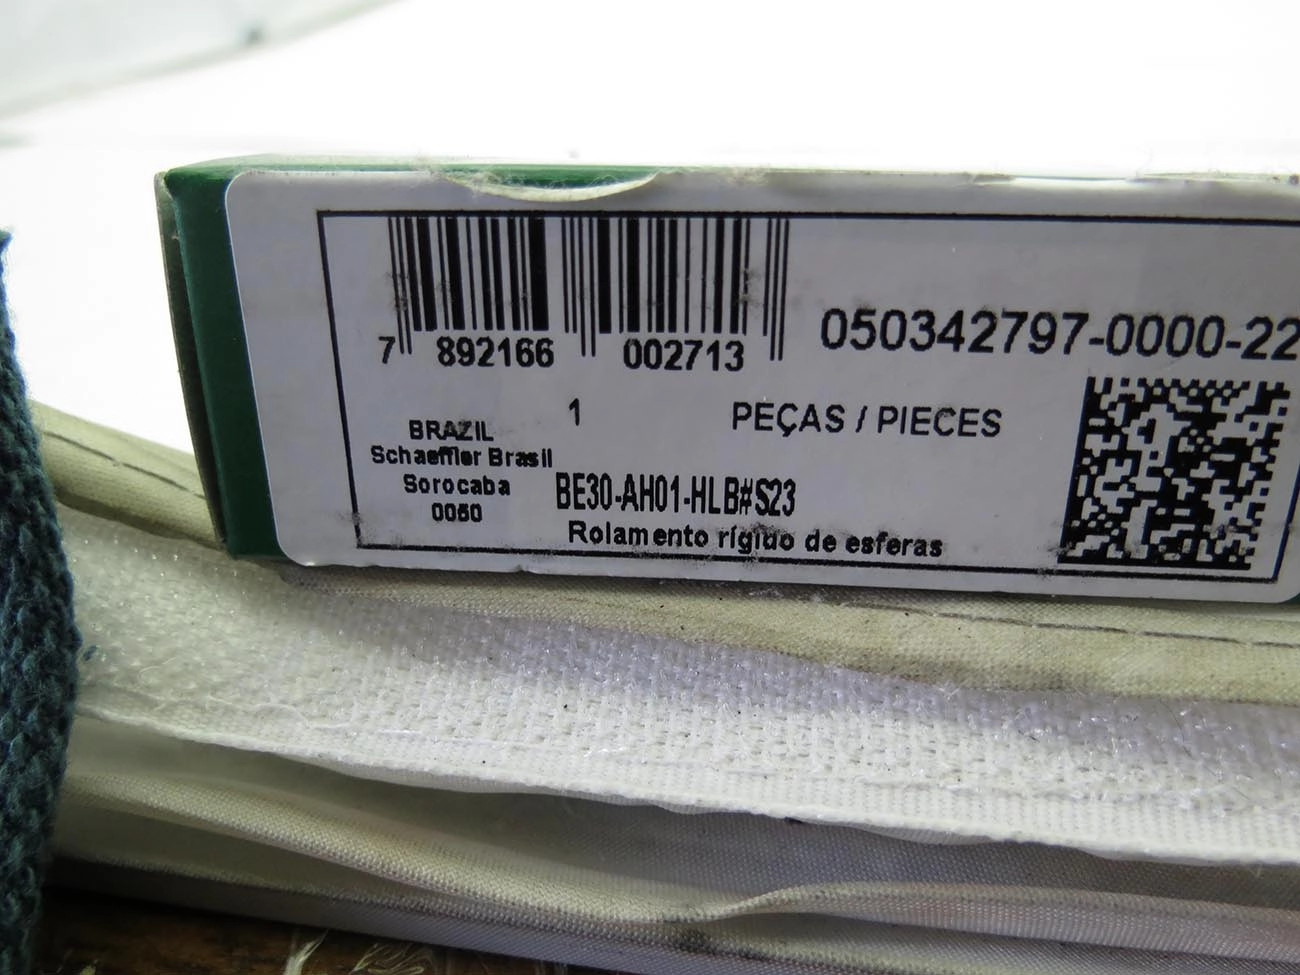 7 892166 002713
050342797-0000-22
1 PEÇAS / PIECES
BRAZIL
Schaeffler Brasil
Sorocaba
0050
BE30-AH01-HLB#S23
Rolamento rígido de esferas